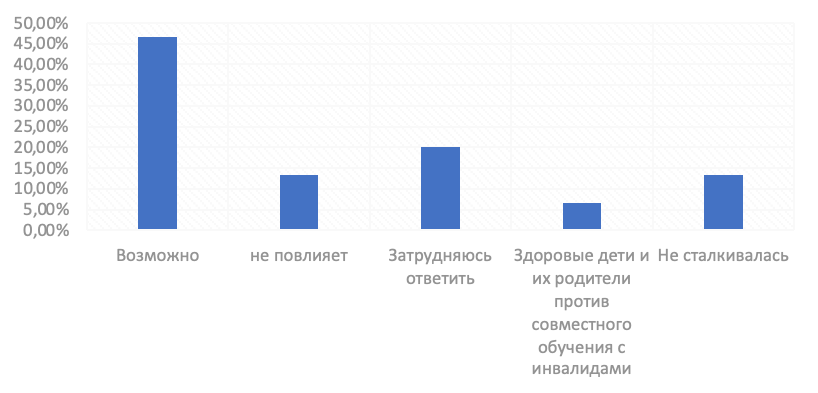 50,00%
45,00%
40,00%
35,00%
30,00%
25,00%
20,00%
15,00%
10,00%
5,00%
0,00%
Возможно
не повлияет
Затрудняюсь
ответить
Здоровые дети и
их родители
против
совместного
обучения с
инвалидами
Не сталкивалась